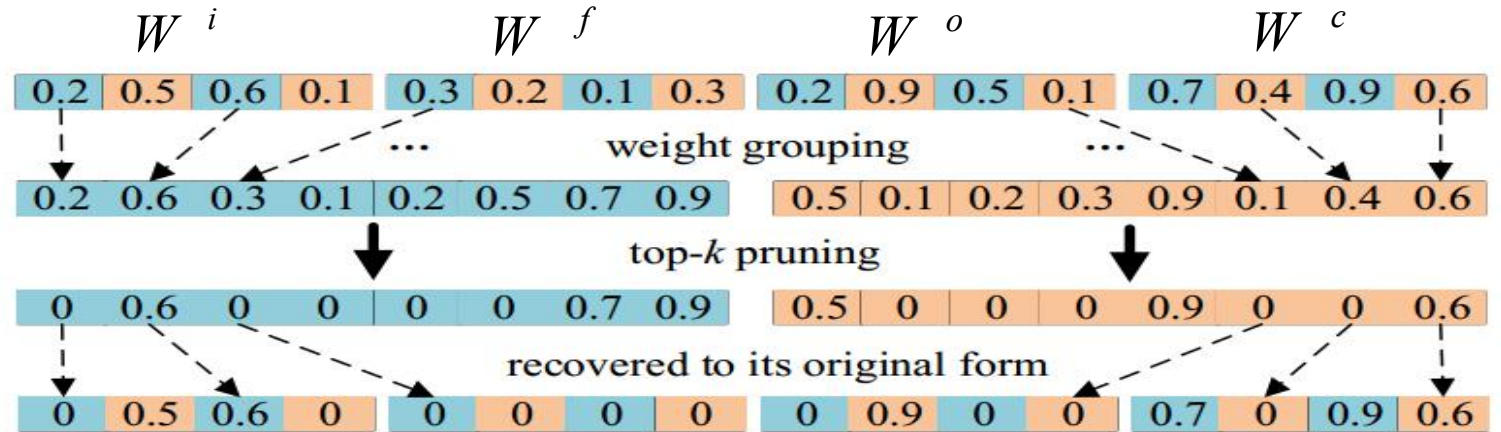 W i W f W o W c
0.2 0.5 0.6 0.1 0.3 0.2 0.1 0.3 0.2 0.9 0.5 0.1 0.7 0.4 0.9 0.6
... weight grouping ...
0.2 0.6 0.3 0.1 0.2 0.5 0.7 0.9 0.5 0.1 0.2 0.3 0.9 0.1 0.4 0.6
top-k pruning
0 0.6 0 0 0 0 0.7 0.9 0.5 0 0 0 0.9 0 0 0.6
recovered to its original form
0 0.5 0.6 0 0 0 0 0 0 0.9 0 0 0.7 0 0.9 0.6